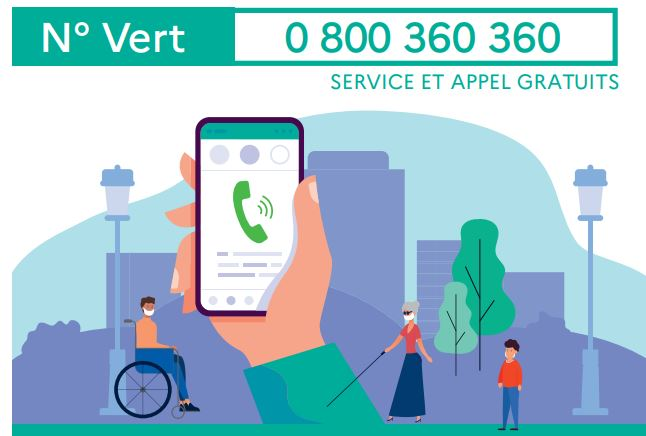 N° Vert 0 800 360 360
SERVICE ET APPEL GRATUITS